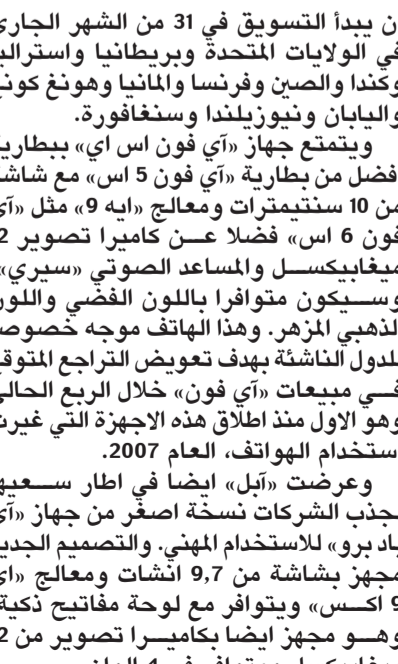 ن يبدأ التسويق في 31 من الشهر الجاري
في الولايات المتحدة وبريطانيا واستراليا
وكندا والصين وفرنسا والمانيا وهونغ كونغ
واليابان ونيوزيلندا وسنغافورة.
ويتمتع جهاز «آي فون اس اي» ببطارية
فضل من بطارية «آي فون 5 اس» مع شاشة
من 10 سنتيمترات ومعالج «ايه 9» مثل «آي
فون 6 اس» فضلا عن كاميرا تصوير 2
ميغابيكسل والمساعد الصوتي «سيري»
وسيكون متوافرا باللون الفضي واللون
لذهبي المزهر. وهذا الهاتف موجه خصوصا
لدول الناشئة بهدف تعويض التراجع المتوقع
في مبيعات «آي فون» خلال الربع الحالي
وهو الاول منذ اطلاق هذه الاجهزة التي غيرت
ستخدام الهواتف، العام 2007.
وعرضت «آبل» ايضا في اطار سعيها
جذب الشركات نسخة اصغر من جهاز «آي
باد برو» للاستخدام المهني. والتصميم الجديد
مجهز بشاشة من 9,7 انشات ومعالج «اي
9 اكس» ويتوافر مع لوحة مفاتيح ذكية
وهو مجهز ايضا بكاميرا تصوير من 2